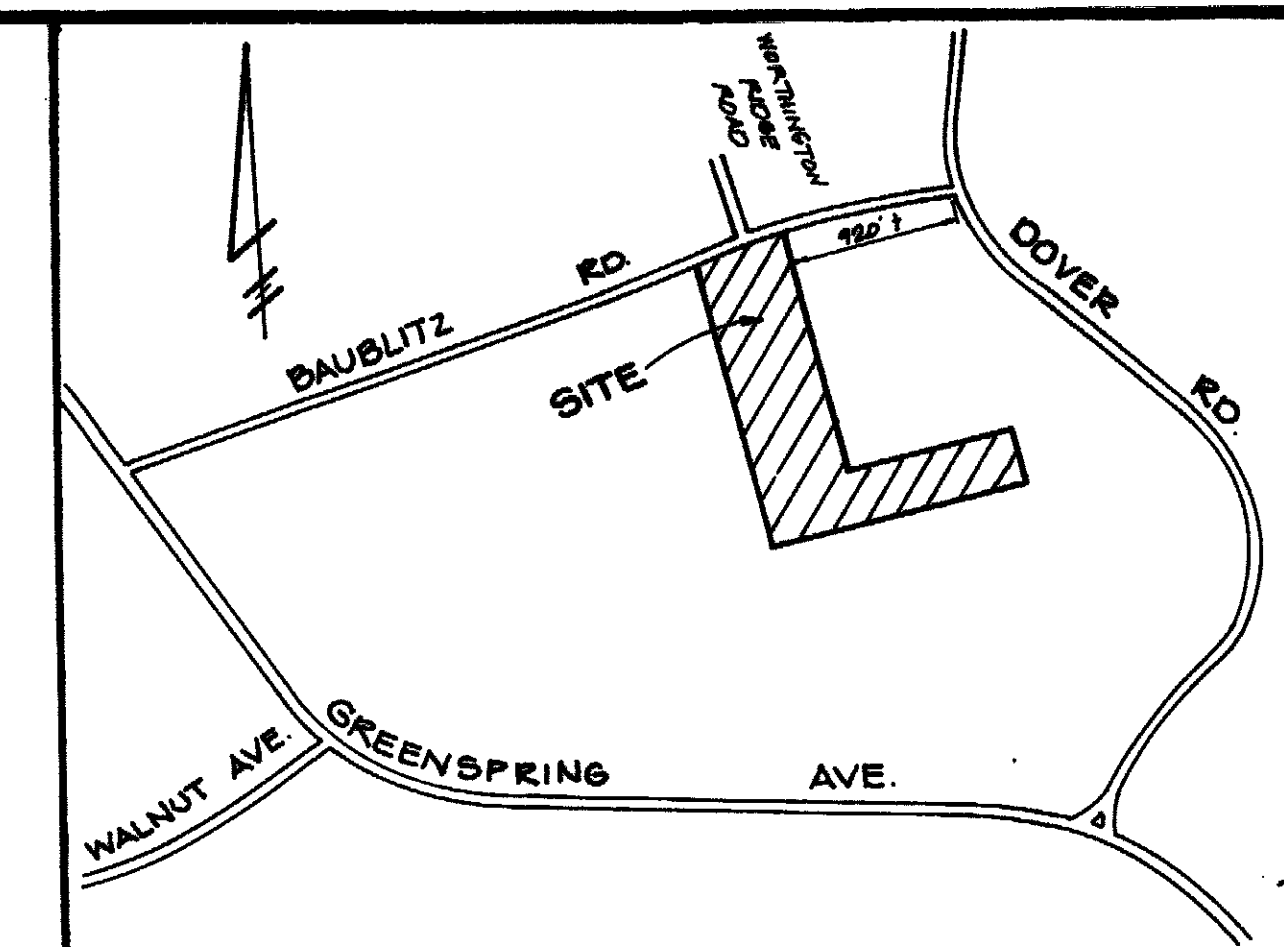 WORTHINGTON
RIDGE
ROAD
920' ±
DOVER
RD.
BAUBLITZ
RD.
SITE
GREENSPRING
AVE.
WALNUT AVE.